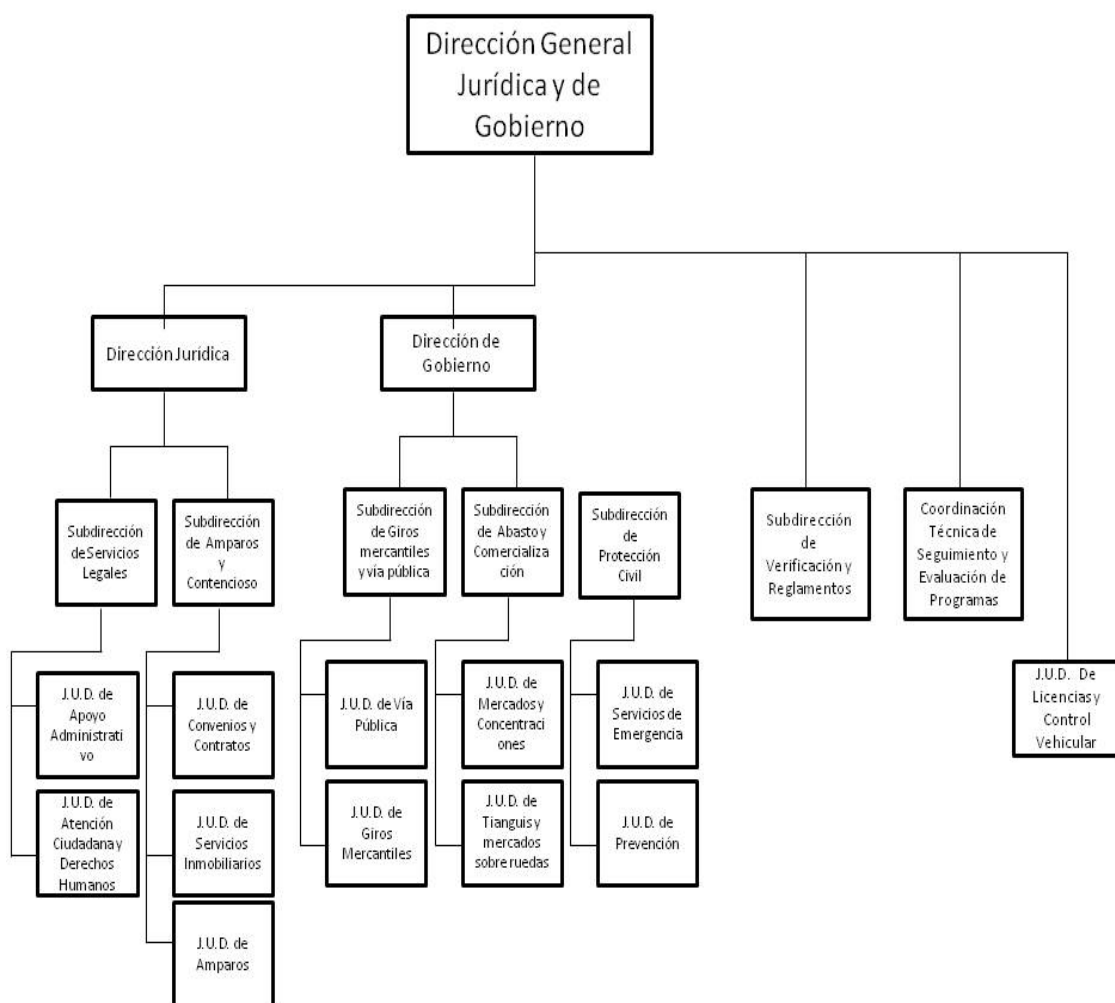 Dirección General
Jurídica y de
Gobierno
Dirección Jurídica
Dirección de
Gobierno
Subdirección
de Servicios
Legales
Subdirección
de Amparos
y
Contencioso
Subdirección
de Giros
mercantiles
y vía pública
Subdirección
de Abasto y
Comercializa
ción
Subdirección
de
Protección
Civil
Subdirección
de
Verificación y
Reglamentos
Coordinación
Técnica de
Seguimiento y
Evaluación de
Programas
J.U.D. de
Apoyo
Administrati
vo
J.U.D. de
Convenios y
Contratos
J.U.D. de Vía
Pública
J.U.D. de
Mercados y
Concentraci
ones
J.U.D. de
Servicios de
Emergencia
J.U.D. De
Licencias y
Control
Vehicular
J.U.D. de
Atención
Ciudadana y
Derechos
Humanos
J.U.D. de
Servicios
Inmobiliarios
J.U.D. de
Giros
Mercantiles
J.U.D. de
Tianguis y
mercados
sobre ruedas
J.U.D. de
Prevención
J.U.D. de
Amparos